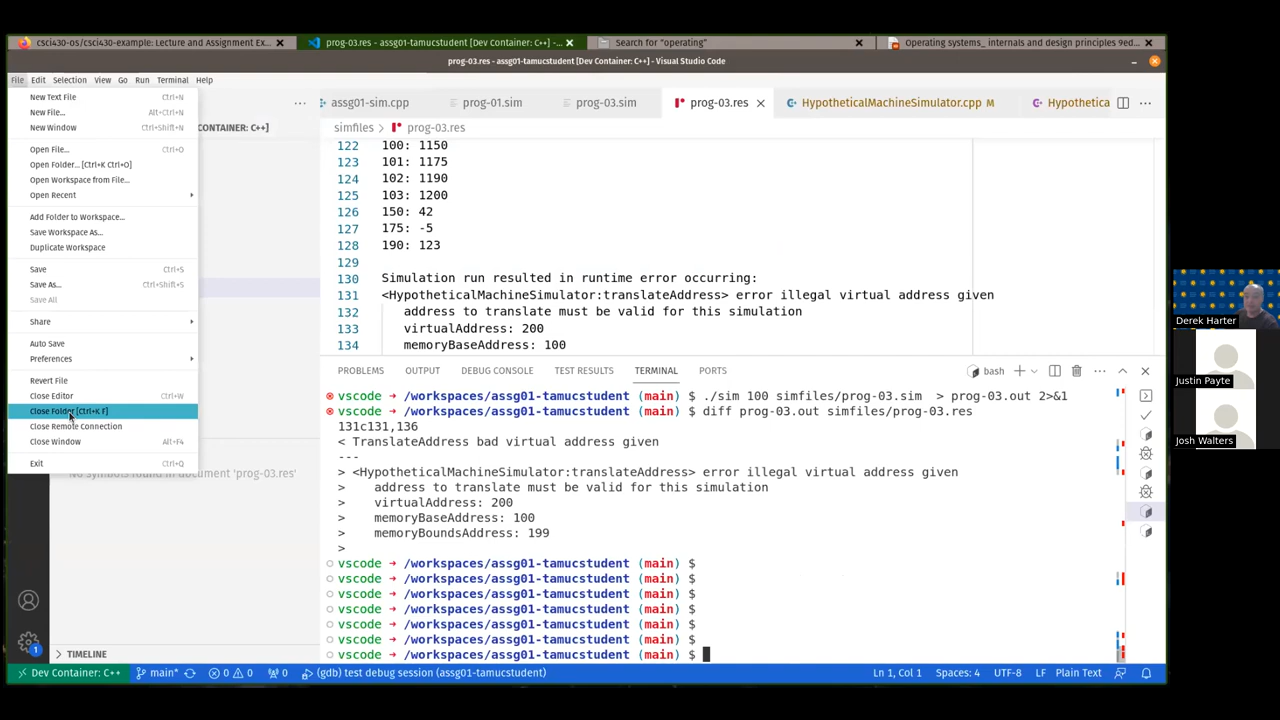 csci430-os/csci430-example: Lecture and Assignment Ex...
prog-03.res - assg01-tamucstudent [Dev Container: C++] -...
Search for "operating"
Operating systems_ internals and design principles 9ed...
prog-03.res - assg01-tamucstudent [Dev Container: C++] - Visual Studio Code
File Edit Selection View Go Run Terminal Help
New Text File Ctrl+N
New File... Alt+Ctrl+N
New Window Ctrl+Shift+N
Open File... Ctrl+O
Open Folder... [Ctrl+K Ctrl+O]
Open Workspace from File...
Open Recent
Add Folder to Workspace...
Save Workspace As...
Duplicate Workspace
Save Ctrl+S
Save As... Ctrl+Shift+S
Save All
Share
Auto Save
Preferences
Revert File
Close Editor Ctrl+W
Close Folder [Ctrl+K F]
Close Remote Connection
Close Window Alt+F4
Exit Ctrl+Q
CONTAINER: C++]
No symbols found in document 'prog-03.res'
TIMELINE
assg01-sim.cpp prog-01.sim prog-03.sim prog-03.res HypotheticalMachineSimulator.cpp M Hypothetica
simfiles > prog-03.res
122 100: 1150
123 101: 1175
124 102: 1190
125 103: 1200
126 150: 42
127 175: -5
128 190: 123
129
130 Simulation run resulted in runtime error occurring:
131 <HypotheticalMachineSimulator:translateAddress> error illegal virtual address given
132 address to translate must be valid for this simulation
133 virtualAddress: 200
134 memoryBaseAddress: 100
PROBLEMS OUTPUT DEBUG CONSOLE TEST RESULTS TERMINAL PORTS bash
vscode → /workspaces/assg01-tamucstudent (main) $ ./sim 100 simfiles/prog-03.sim > prog-03.out 2>&1
vscode → /workspaces/assg01-tamucstudent (main) $ diff prog-03.out simfiles/prog-03.res
131c131,136
< TranslateAddress bad virtual address given
---
> <HypotheticalMachineSimulator:translateAddress> error illegal virtual address given
> address to translate must be valid for this simulation
> virtualAddress: 200
> memoryBaseAddress: 100
> memoryBoundsAddress: 199
>
vscode → /workspaces/assg01-tamucstudent (main) $
vscode → /workspaces/assg01-tamucstudent (main) $
vscode → /workspaces/assg01-tamucstudent (main) $
vscode → /workspaces/assg01-tamucstudent (main) $
vscode → /workspaces/assg01-tamucstudent (main) $
vscode → /workspaces/assg01-tamucstudent (main) $
vscode → /workspaces/assg01-tamucstudent (main) $
1
Dev Container: C++ main* 0 0 0 (gdb) test debug session (assg01-tamucstudent) Ln 1, Col 1 Spaces: 4 UTF-8 LF Plain Text
Derek Harter
Justin Payte
Josh Walters